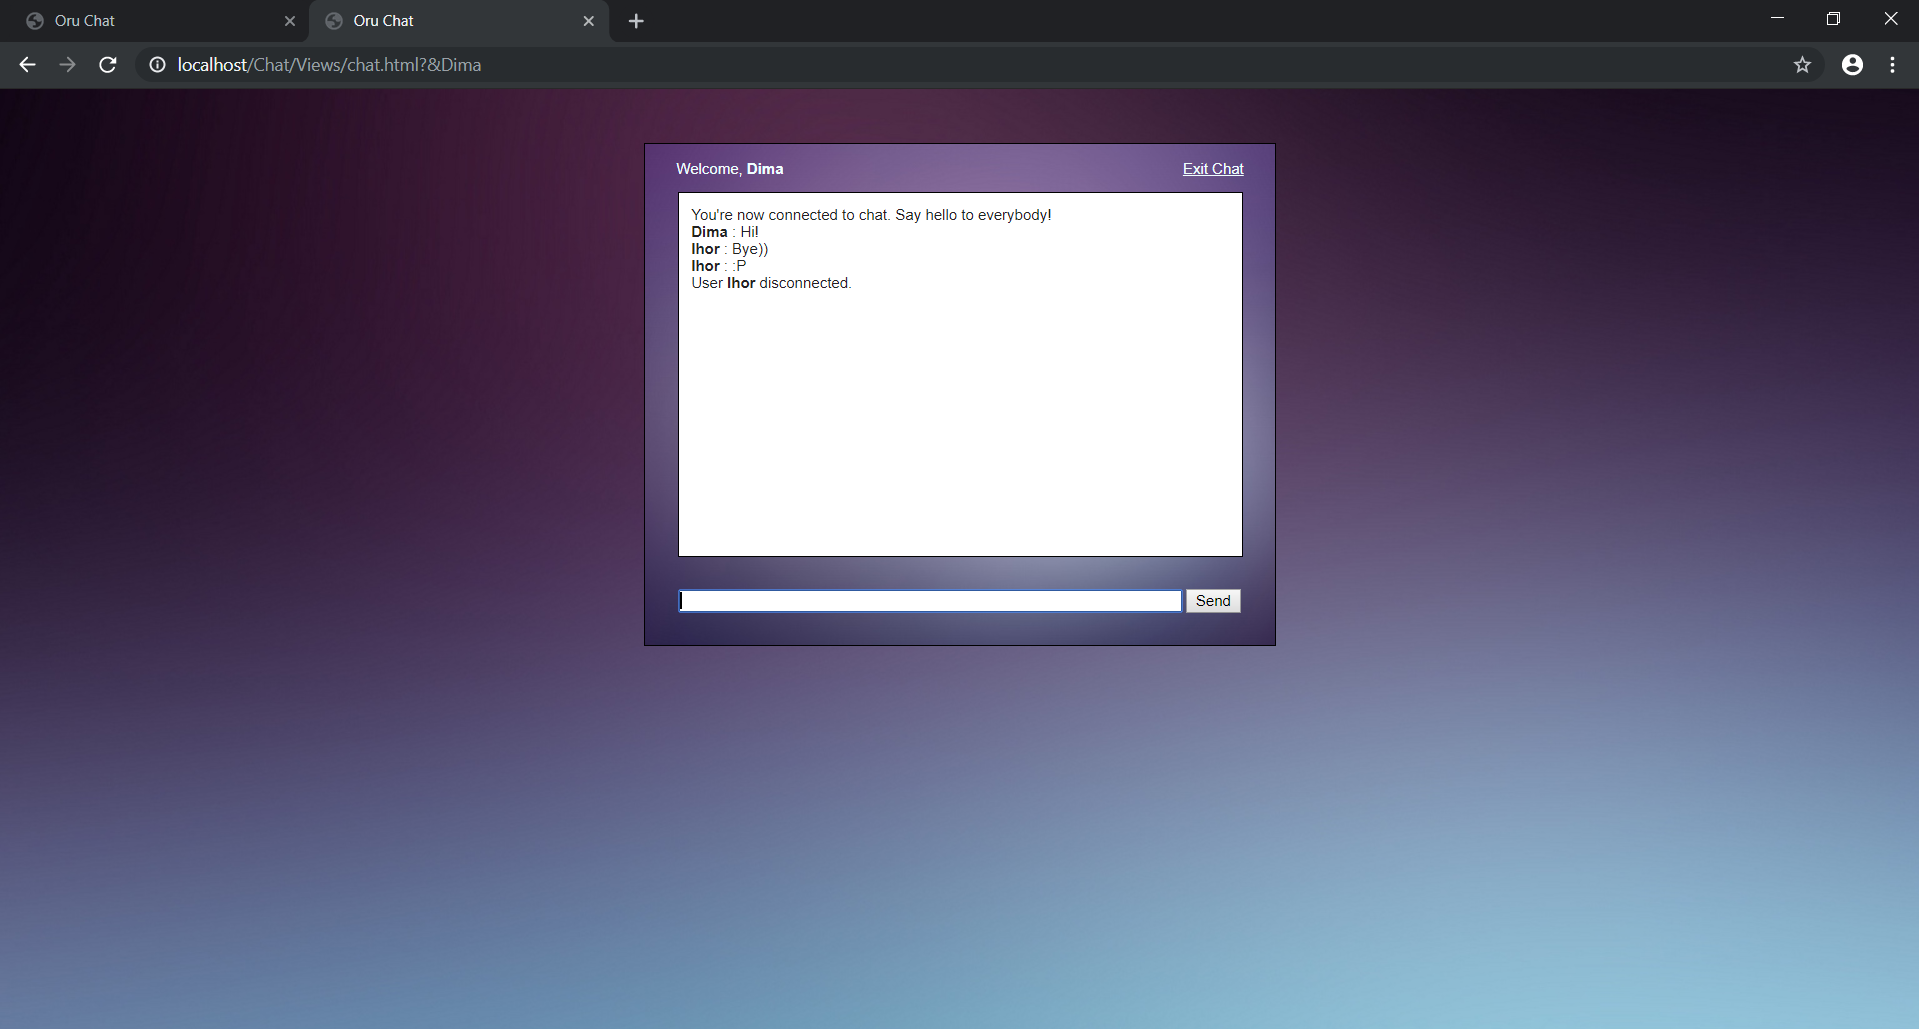 Oru Chat
Oru Chat
localhost/Chat/Views/chat.html?&Dima
Welcome, Dima
Exit Chat
You're now connected to chat. Say hello to everybody!
Dima : Hi!
Ihor : Bye))
Ihor : :P
User Ihor disconnected.
Send